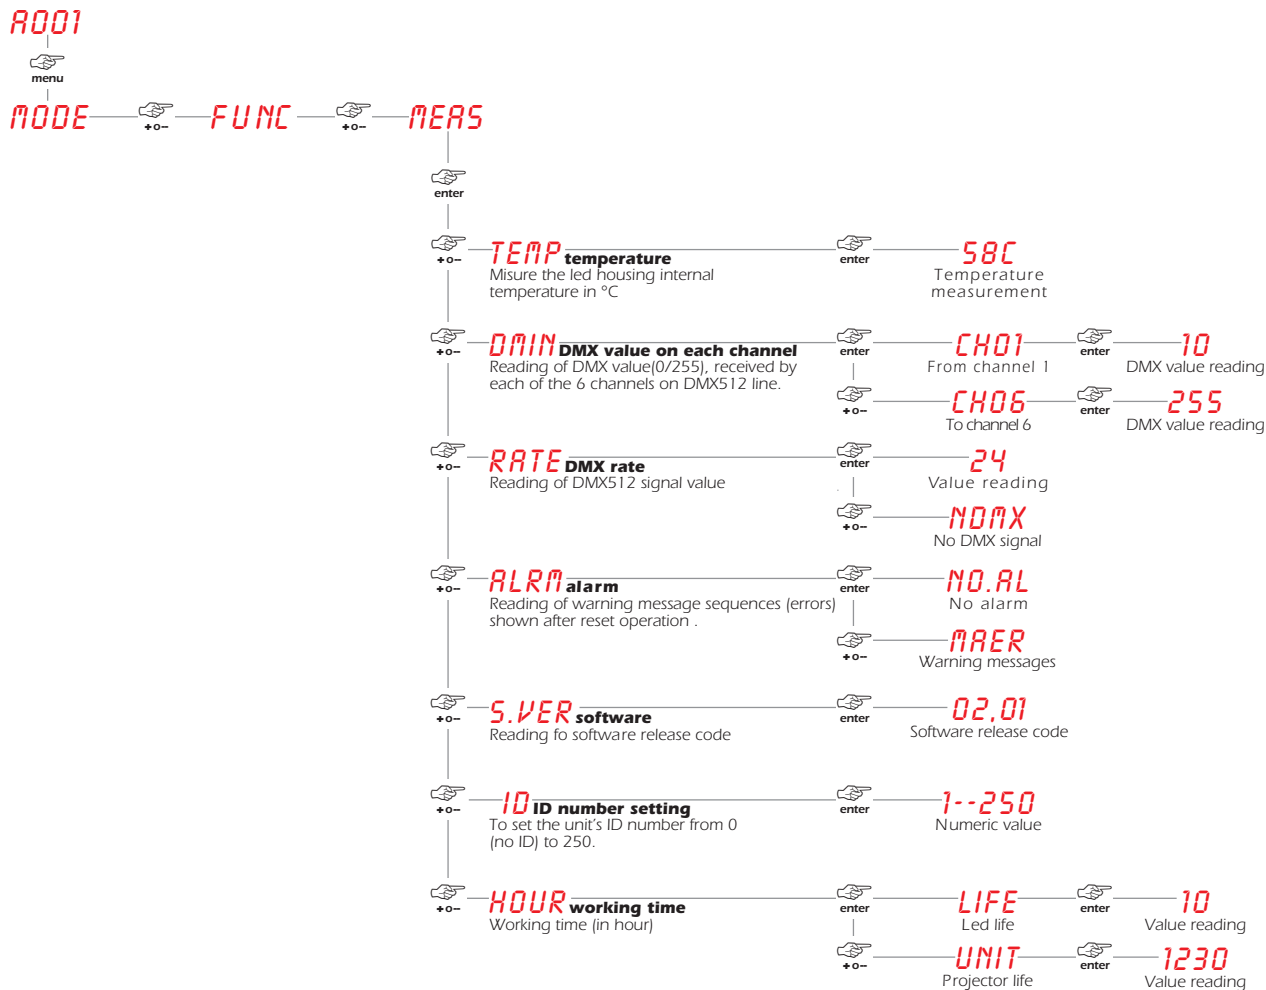 A001
menu
MODE +o– FUNC +o– MEAS
enter
+o– TEMP temperature enter 58C
Misure the led housing internal
temperature in °C
Temperature
measurement
+o– DMIN DMX value on each channel enter CH01 enter 10
Reading of DMX value(0/255), received by
each of the 6 channels on DMX512 line.
From channel 1
DMX value reading
+o– CH06 enter 255
To channel 6
DMX value reading
+o– RATE DMX rate enter 24
Reading of DMX512 signal value
Value reading
+o– NDMX
No DMX signal
+o– ALRM alarm enter NO.AL
Reading of warning message sequences (errors)
shown after reset operation .
No alarm
+o– MAER
Warning messages
+o– S.VER software enter 02,01
Reading fo software release code
Software release code
+o– ID ID number setting enter 1--250
To set the unit's ID number from 0
(no ID) to 250.
Numeric value
+o– HOUR working time enter LIFE enter 10
Working time (in hour)
Led life
Value reading
+o– UNIT enter 1230
Projector life
Value reading